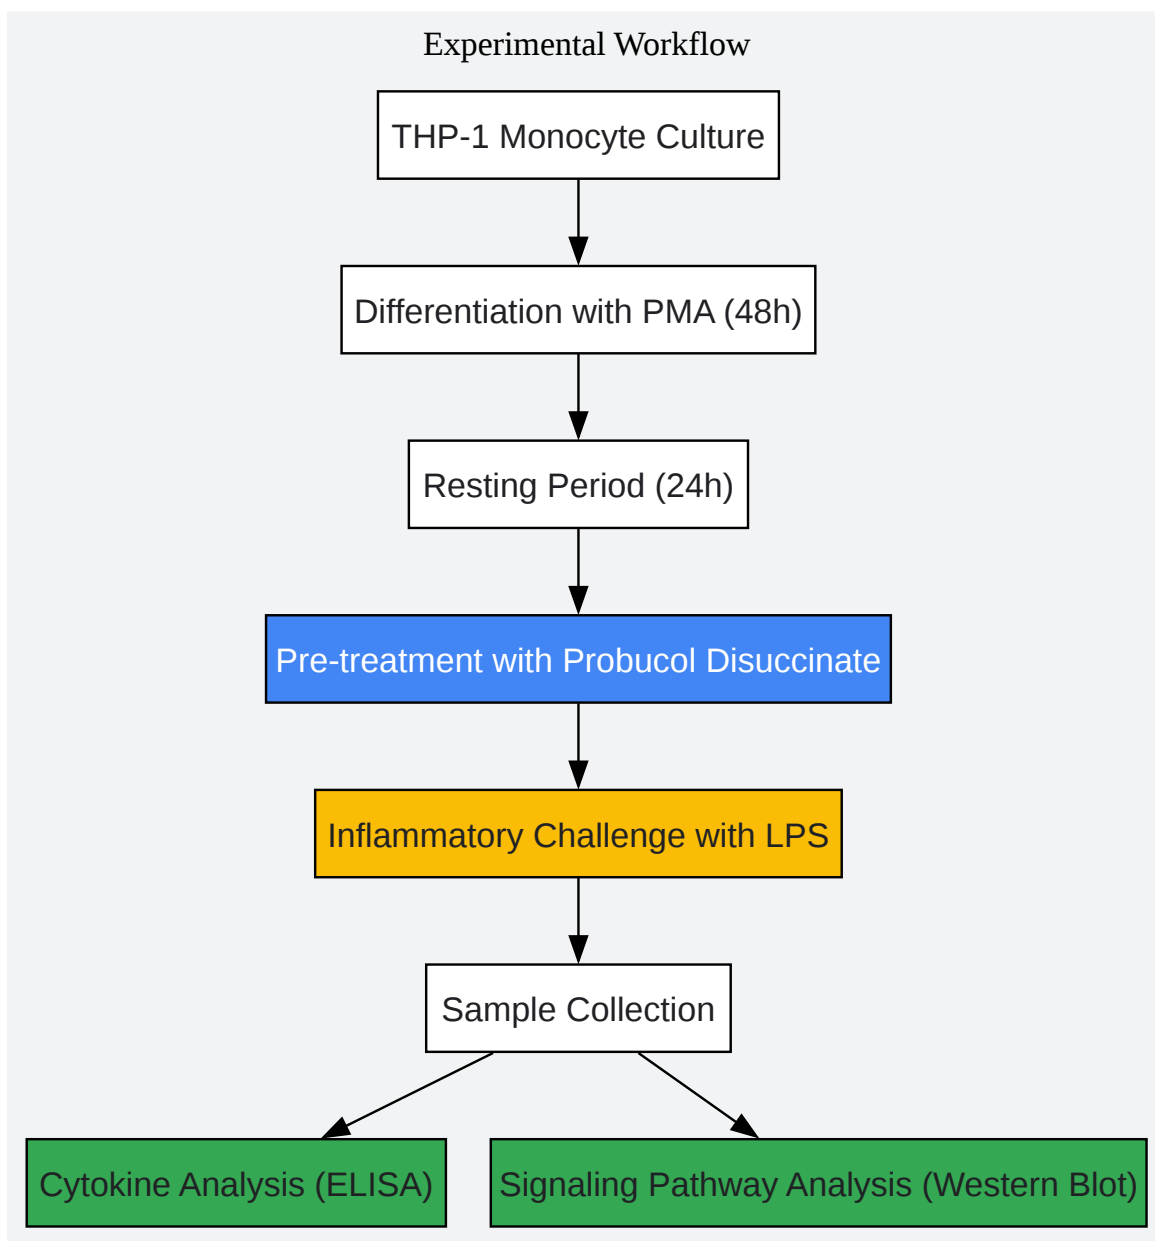 Experimental Workflow
THP-1 Monocyte Culture
Differentiation with PMA (48h)
Resting Period (24h)
Pre-treatment with Probucol Disuccinate
Inflammatory Challenge with LPS
Sample Collection
Cytokine Analysis (ELISA)
Signaling Pathway Analysis (Western Blot)